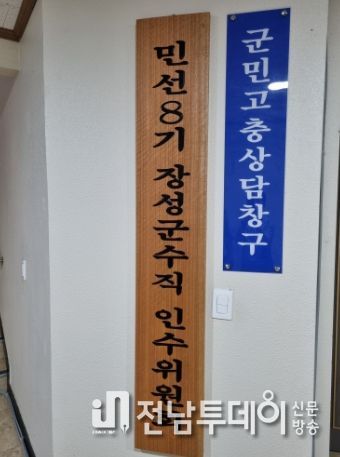 민선8기 장성군수직 인수위원회
군민고충상담창구
전남투데이 신문
방송